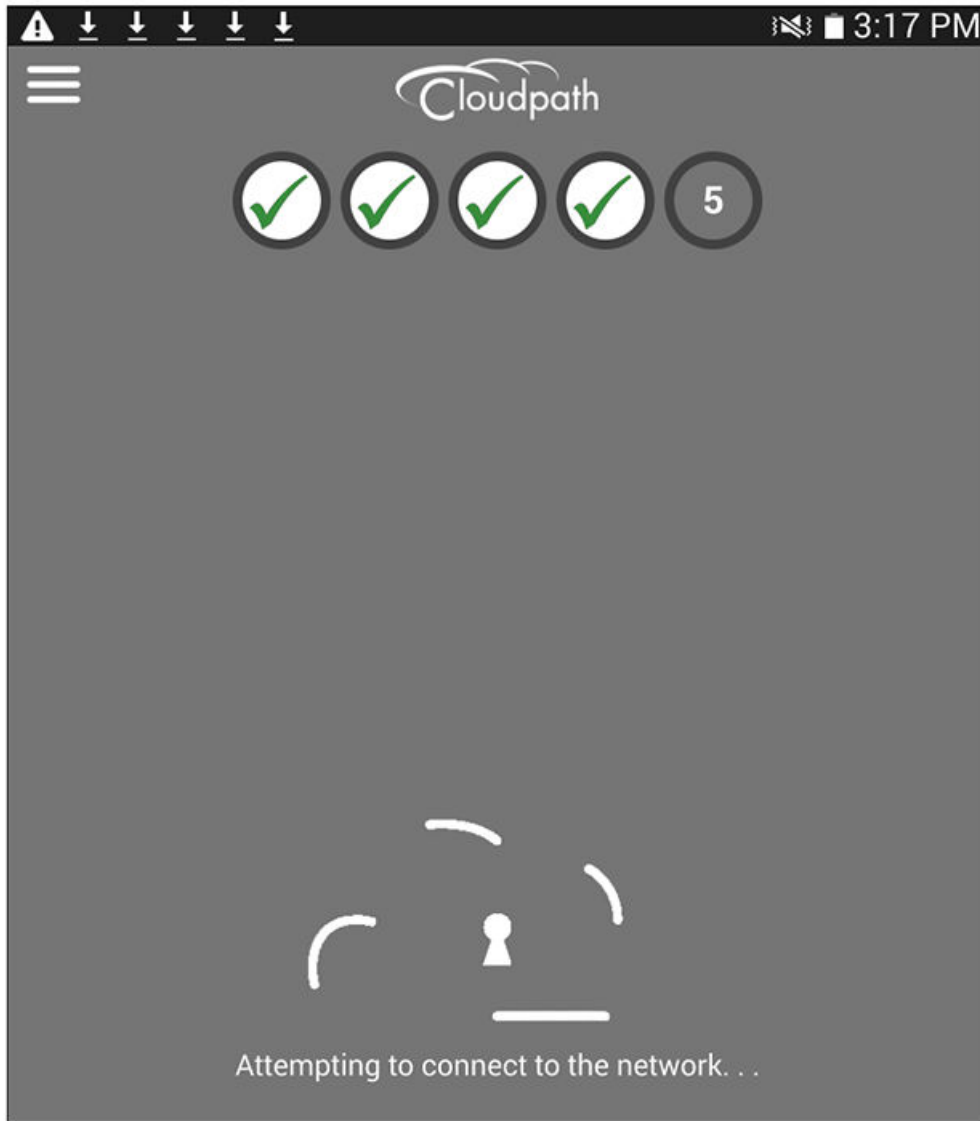 3:17 PM
Cloudpath
5
Attempting to connect to the network. . .